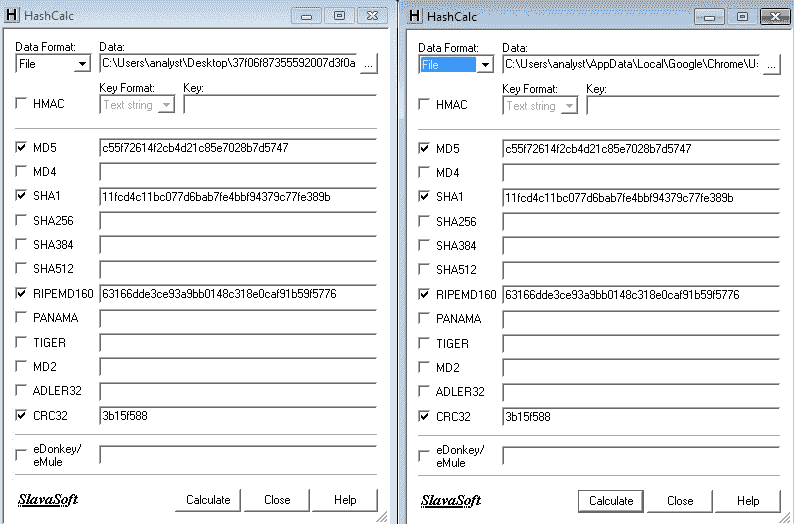 HashCalc
Data Format: Data:
File C:\Users\analyst\Desktop\37f06f87355592007d3f0a ...
HMAC Key Format: Key:
Text string
MD5 c55f72614f2cb4d21c85e7028b7d5747
MD4
SHA1 11fcd4c11bc077d6bab7fe4bbf94379c77fe389b
SHA256
SHA384
SHA512
RIPEMD160 63166dde3ce93a9bb0148c318e0caf91b59f5776
PANAMA
TIGER
MD2
ADLER32
CRC32 3b15f588
eDonkey/
eMule
SlavaSoft Calculate Close Help
HashCalc
Data Format: Data:
File C:\Users\analyst\AppData\Local\Google\Chrome\U ...
HMAC Key Format: Key:
Text string
MD5 c55f72614f2cb4d21c85e7028b7d5747
MD4
SHA1 11fcd4c11bc077d6bab7fe4bbf94379c77fe389b
SHA256
SHA384
SHA512
RIPEMD160 63166dde3ce93a9bb0148c318e0caf91b59f5776
PANAMA
TIGER
MD2
ADLER32
CRC32 3b15f588
eDonkey/
eMule
SlavaSoft Calculate Close Help